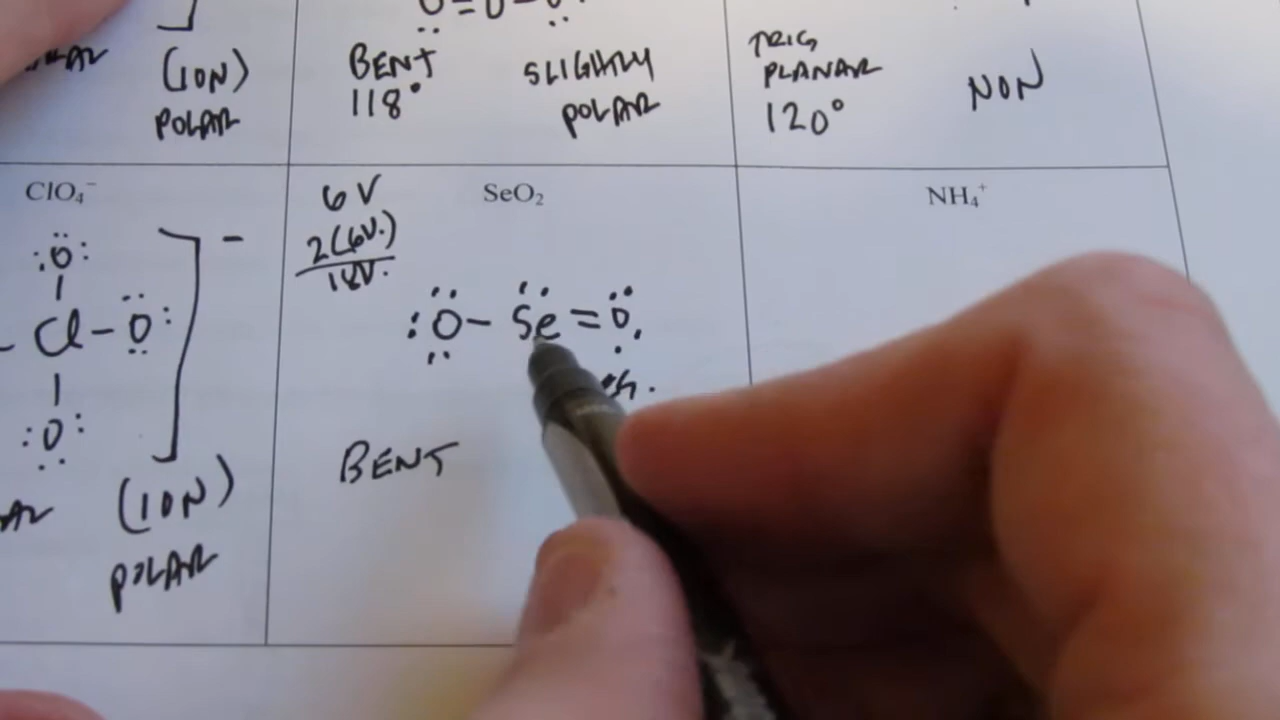 (ION)
POLAR
BENT
118°
SLIGHTLY
POLAR
TRIG
PLANAR
120°
NON
ClO₄⁻
:O:
Cl–O:
:O:
–
(ION)
POLAR
SeO₂
6V
2(6V.)
18V.
:O–Se=O
BENT
NH₄⁺